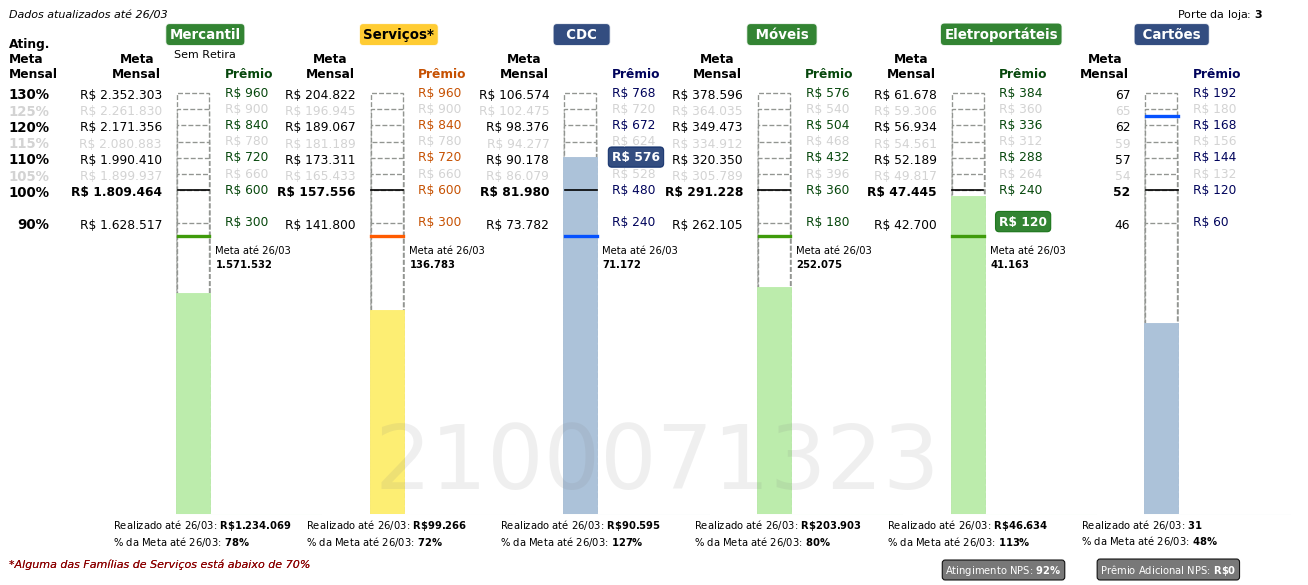 Dados atualizados até 26/03
Porte da loja: 3
Mercantil Serviços* CDC Móveis Eletroportáteis Cartões
Sem Retira
Ating. Meta Mensal
Meta Mensal Prêmio Meta Mensal Prêmio Meta Mensal Prêmio Meta Mensal Prêmio Meta Mensal Prêmio Meta Mensal Prêmio
130% R$ 2.352.303 R$ 960 R$ 204.822 R$ 960 R$ 106.574 R$ 768 R$ 378.596 R$ 576 R$ 61.678 R$ 384 67 R$ 192
125% R$ 2.261.830 R$ 900 R$ 196.945 R$ 900 R$ 102.475 R$ 720 R$ 364.035 R$ 540 R$ 59.306 R$ 360 65 R$ 180
120% R$ 2.171.356 R$ 840 R$ 189.067 R$ 840 R$ 98.376 R$ 672 R$ 349.473 R$ 504 R$ 56.934 R$ 336 62 R$ 168
115% R$ 2.080.883 R$ 780 R$ 181.189 R$ 780 R$ 94.277 R$ 624 R$ 334.912 R$ 468 R$ 54.561 R$ 312 59 R$ 156
110% R$ 1.990.410 R$ 720 R$ 173.311 R$ 720 R$ 90.178 R$ 576 R$ 320.350 R$ 432 R$ 52.189 R$ 288 57 R$ 144
105% R$ 1.899.937 R$ 660 R$ 165.433 R$ 660 R$ 86.079 R$ 528 R$ 305.789 R$ 396 R$ 49.817 R$ 264 54 R$ 132
100% R$ 1.809.464 R$ 600 R$ 157.556 R$ 600 R$ 81.980 R$ 480 R$ 291.228 R$ 360 R$ 47.445 R$ 240 52 R$ 120
90% R$ 1.628.517 R$ 300 R$ 141.800 R$ 300 R$ 73.782 R$ 240 R$ 262.105 R$ 180 R$ 42.700 R$ 120 46 R$ 60
Meta até 26/03 Meta até 26/03 Meta até 26/03 Meta até 26/03 Meta até 26/03
1.571.532 136.783 71.172 252.075 41.163
2100071323
Realizado até 26/03: R$1.234.069 Realizado até 26/03: R$99.266 Realizado até 26/03: R$90.595 Realizado até 26/03: R$203.903 Realizado até 26/03: R$46.634 Realizado até 26/03: 31
% da Meta até 26/03: 78% % da Meta até 26/03: 72% % da Meta até 26/03: 127% % da Meta até 26/03: 80% % da Meta até 26/03: 113% % da Meta até 26/03: 48%
*Alguma das Famílias de Serviços está abaixo de 70%
Atingimento NPS: 92% Prêmio Adicional NPS: R$0